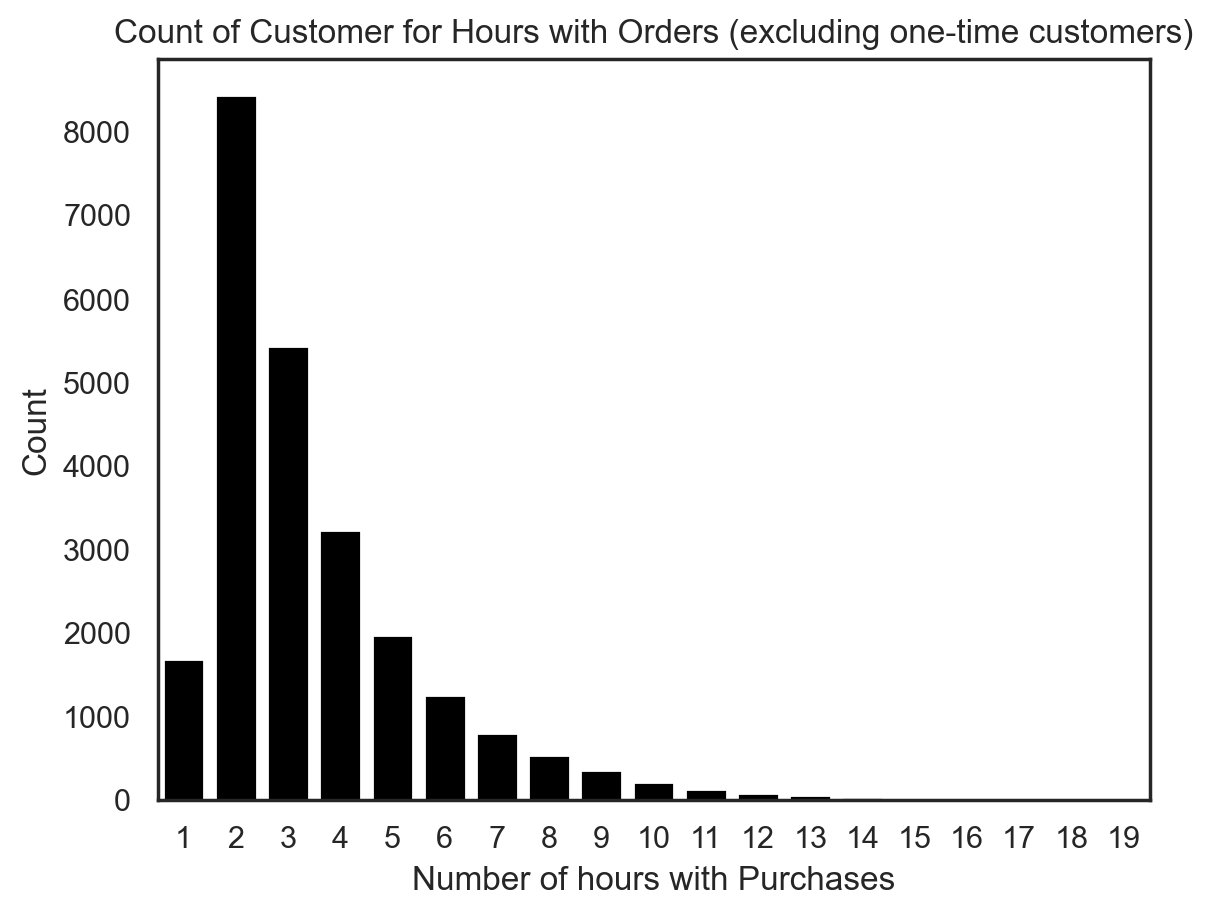 Count of Customer for Hours with Orders (excluding one-time customers)
8000
7000
6000
5000
4000
3000
2000
1000
0
Count
1 2 3 4 5 6 7 8 9 10 11 12 13 14 15 16 17 18 19
Number of hours with Purchases